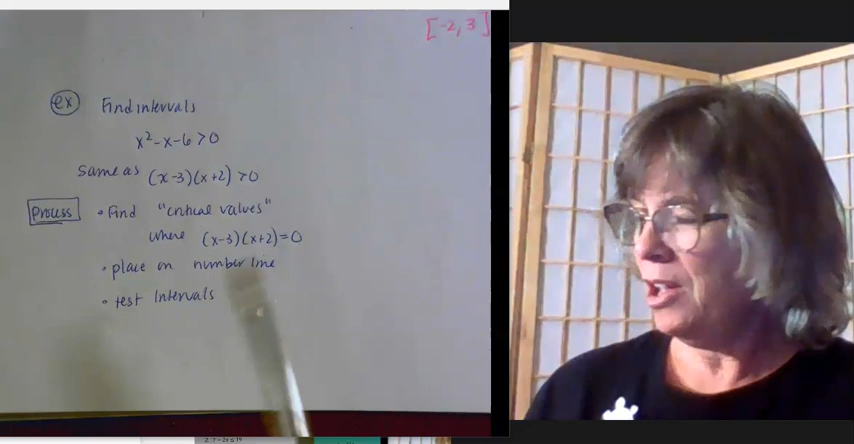 [-2, 3]
ex Find intervals
x²-x-6 > 0
Same as (x-3)(x+2) > 0
Process • Find "critical values"
where (x-3)(x+2) = 0
• place on number line
• test intervals